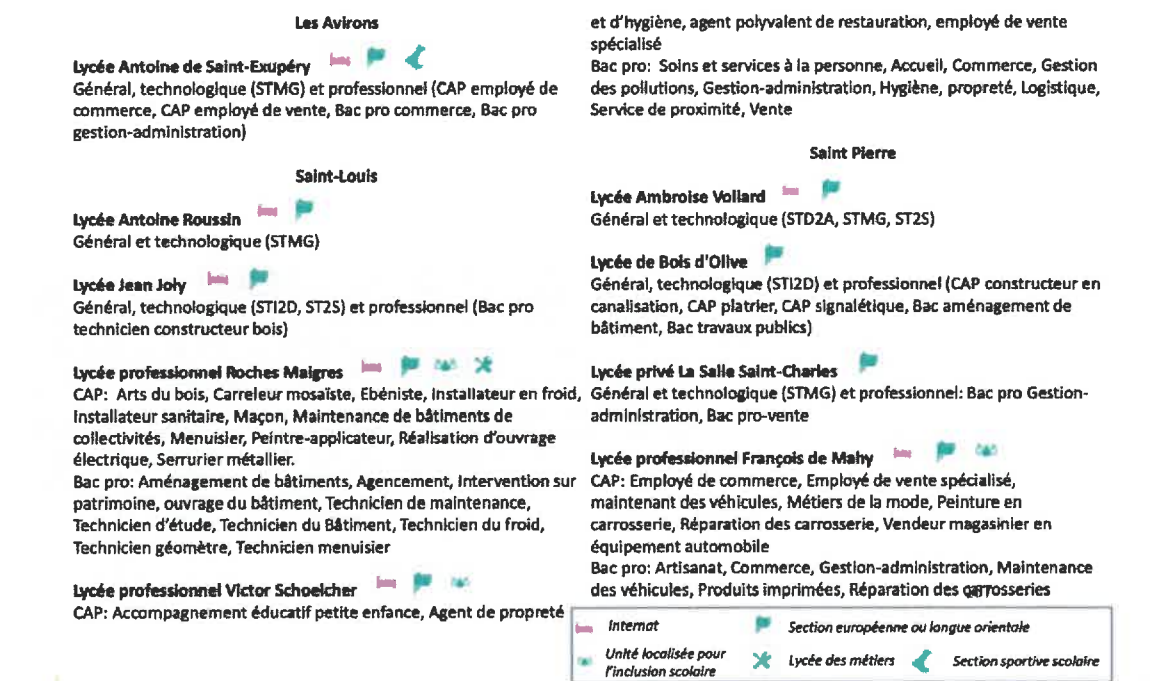 Les Avirons
Lycée Antoine de Saint-Exupéry
Général, technologique (STMG) et professionnel (CAP employé de
commerce, CAP employé de vente, Bac pro commerce, Bac pro
gestion-administration)
Saint-Louis
Lycée Antoine Roussin
Général et technologique (STMG)
Lycée Jean Joly
Général, technologique (STI2D, ST2S) et professionnel (Bac pro
technicien constructeur bois)
Lycée professionnel Roches Maigres
CAP: Arts du bois, Carreleur mosaïste, Ebéniste, Installateur en froid,
Installateur sanitaire, Maçon, Maintenance de bâtiments de
collectivités, Menuisier, Peintre-applicateur, Réalisation d'ouvrage
électrique, Serrurier métallier.
Bac pro: Aménagement de bâtiments, Agencement, Intervention sur
patrimoine, ouvrage du bâtiment, Technicien de maintenance,
Technicien d'étude, Technicien du Bâtiment, Technicien du froid,
Technicien géomètre, Technicien menuisier
Lycée professionnel Victor Schoelcher
CAP: Accompagnement éducatif petite enfance, Agent de propreté
et d'hygiène, agent polyvalent de restauration, employé de vente
spécialisé
Bac pro: Soins et services à la personne, Accueil, Commerce, Gestion
des pollutions, Gestion-administration, Hygiène, propreté, Logistique,
Service de proximité, Vente
Saint Pierre
Lycée Ambroise Vollard
Général et technologique (STD2A, STMG, ST2S)
Lycée de Bois d'Olive
Général, technologique (STI2D) et professionnel (CAP constructeur en
canalisation, CAP platrier, CAP signalétique, Bac aménagement de
bâtiment, Bac travaux publics)
Lycée privé La Salle Saint-Charles
Général et technologique (STMG) et professionnel: Bac pro Gestion-
administration, Bac pro-vente
Lycée professionnel François de Mahy
CAP: Employé de commerce, Employé de vente spécialisé,
maintenant des véhicules, Métiers de la mode, Peinture en
carrosserie, Réparation des carrosserie, Vendeur magasinier en
équipement automobile
Bac pro: Artisanat, Commerce, Gestion-administration, Maintenance
des véhicules, Produits imprimées, Réparation des carrosseries
Internat
Section européenne ou langue orientale
Unité localisée pour
l'inclusion scolaire
Lycée des métiers
Section sportive scolaire